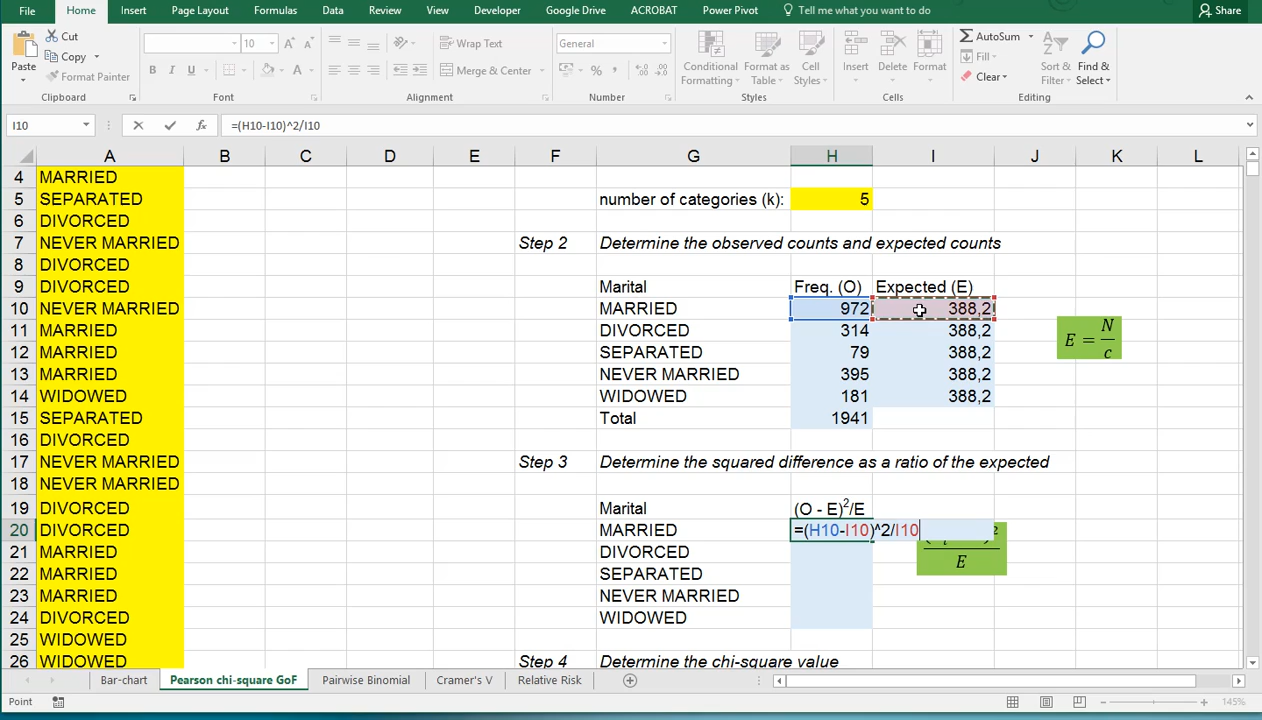 File Home Insert Page Layout Formulas Data Review View Developer Google Drive ACROBAT Power Pivot Tell me what you want to do Share
Cut
Copy
Format Painter
Paste
Clipboard
10
B I U
A
Font
Wrap Text
Merge & Center
Alignment
General
%
Number
Conditional Formatting
Format as Table
Cell Styles
Styles
Insert Delete Format
Cells
AutoSum
Fill
Clear
Sort & Filter
Find & Select
Editing
I10 fx =(H10-I10)^2/I10
A B C D E F G H I J K L
4 MARRIED
5 SEPARATED number of categories (k): 5
6 DIVORCED
7 NEVER MARRIED Step 2 Determine the observed counts and expected counts
8 DIVORCED
9 DIVORCED Marital Freq. (O) Expected (E)
10 NEVER MARRIED MARRIED 972 388,2
11 MARRIED DIVORCED 314 388,2
E = N/c
12 MARRIED SEPARATED 79 388,2
13 MARRIED NEVER MARRIED 395 388,2
14 WIDOWED WIDOWED 181 388,2
15 SEPARATED Total 1941
16 DIVORCED
17 NEVER MARRIED Step 3 Determine the squared difference as a ratio of the expected
18 NEVER MARRIED
19 DIVORCED Marital (O - E)²/E
20 DIVORCED MARRIED =(H10-I10)^2/I10
21 MARRIED DIVORCED
E
22 MARRIED SEPARATED
23 MARRIED NEVER MARRIED
24 DIVORCED WIDOWED
25 WIDOWED
26 WIDOWED Step 4 Determine the chi-square value
Bar-chart Pearson chi-square GoF Pairwise Binomial Cramer's V Relative Risk
Point 145%